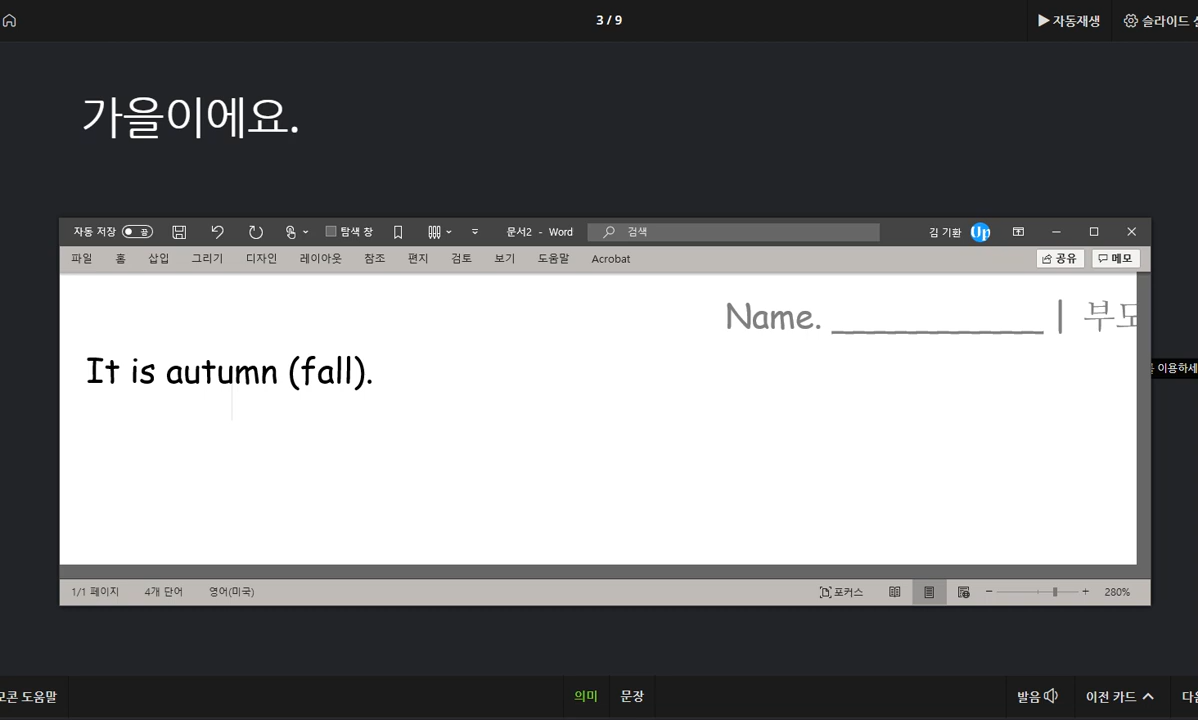 3 / 9
자동재생
슬라이드
가을이에요.
자동 저장 끔
탐색 창
문서2 - Word
검색
김 기환
파일 홈 삽입 그리기 디자인 레이아웃 참조 편지 검토 보기 도움말 Acrobat
공유 메모
Name. ____________ |
It is autumn (fall).
이용하세
1/1 페이지 4개 단어 영어(미국)
포커스
280%
도움말
의미 문장
발음 이전 카드